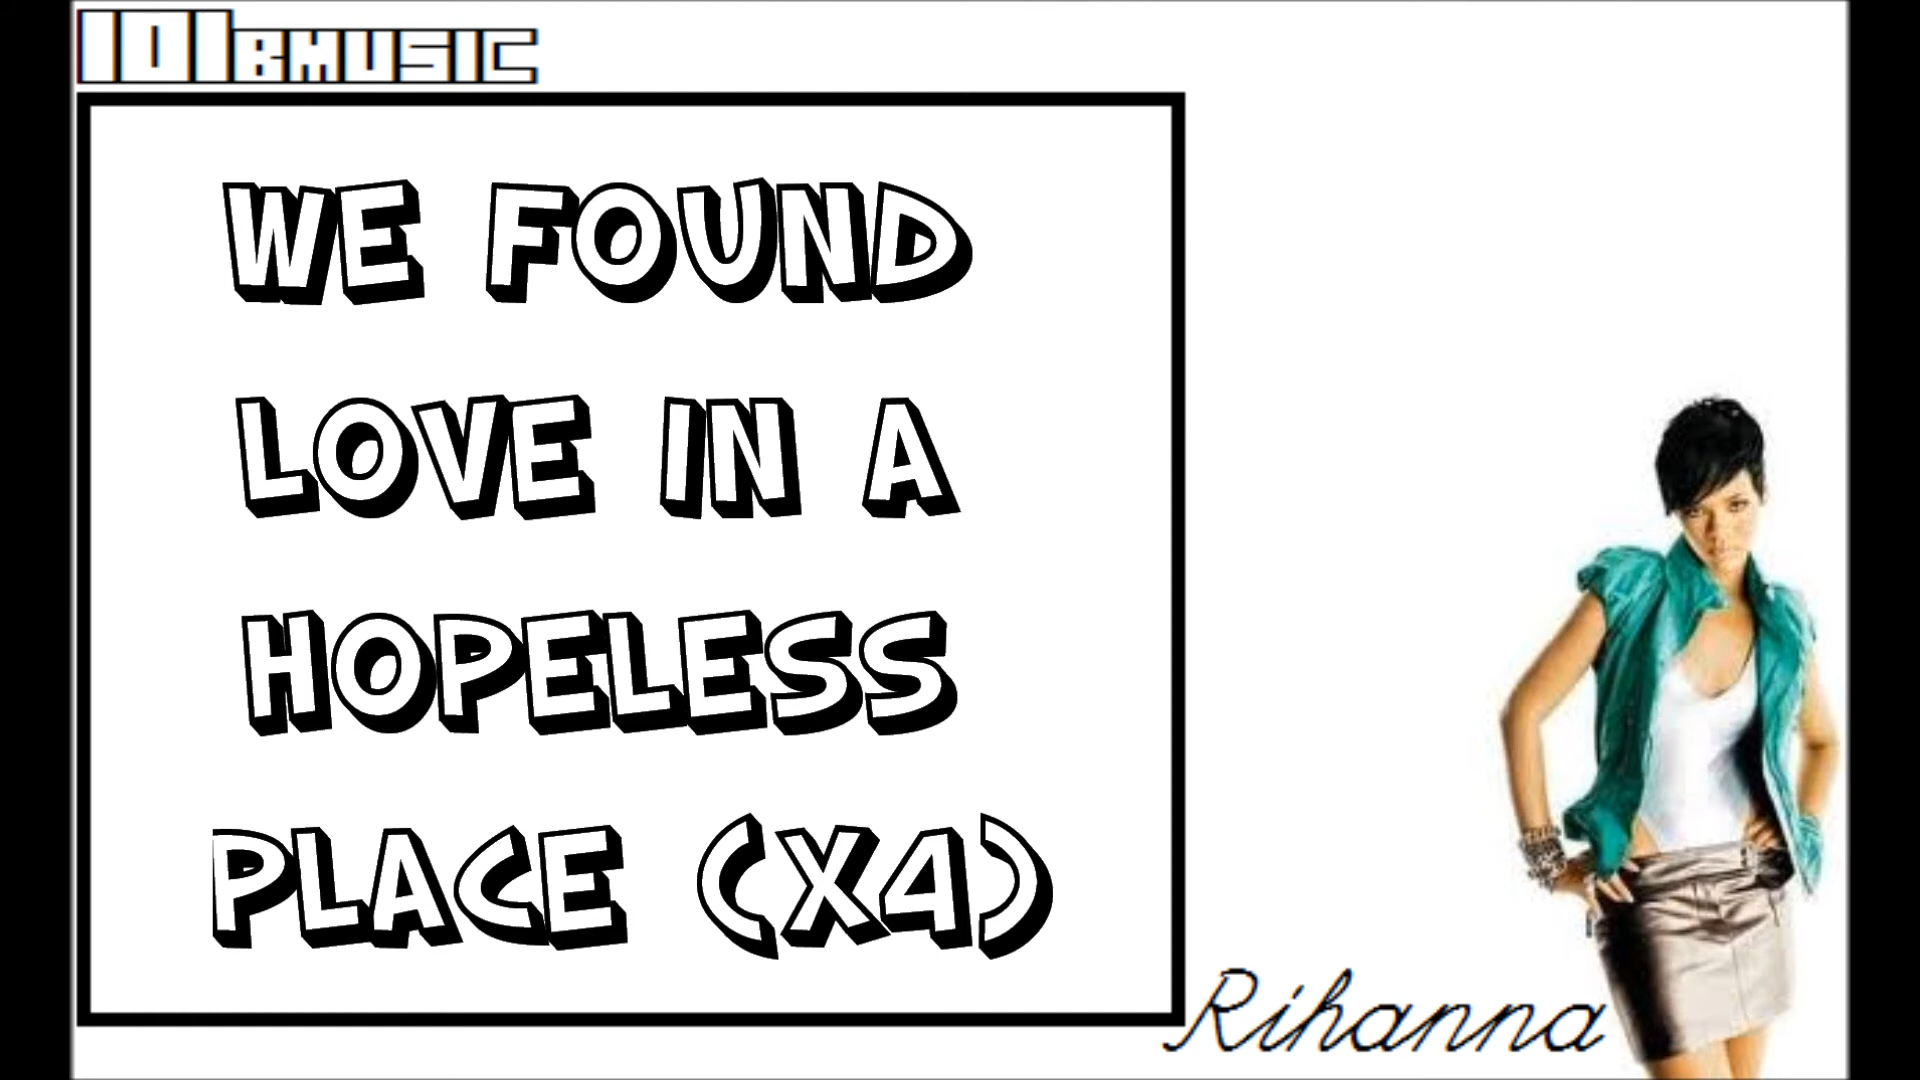 101BMUSIC
WE FOUND
LOVE IN A
HOPELESS
PLACE (X4)
Rihanna